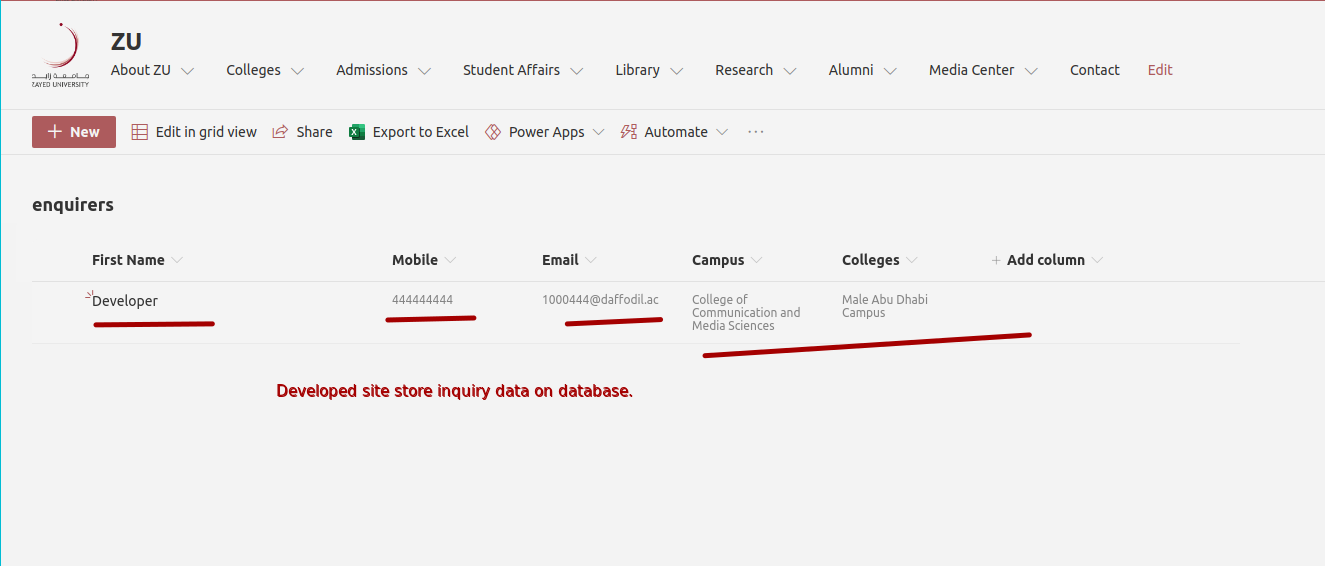 ZU
About ZU Colleges Admissions Student Affairs Library Research Alumni Media Center Contact Edit
جامعة زايد
ZAYED UNIVERSITY
New Edit in grid view Share Export to Excel Power Apps Automate ...
enquirers
First Name Mobile Email Campus Colleges + Add column
Developer 444444444 1000444@daffodil.ac College of Male Abu Dhabi
Communication and Campus
Media Sciences
Developed site store inquiry data on database.